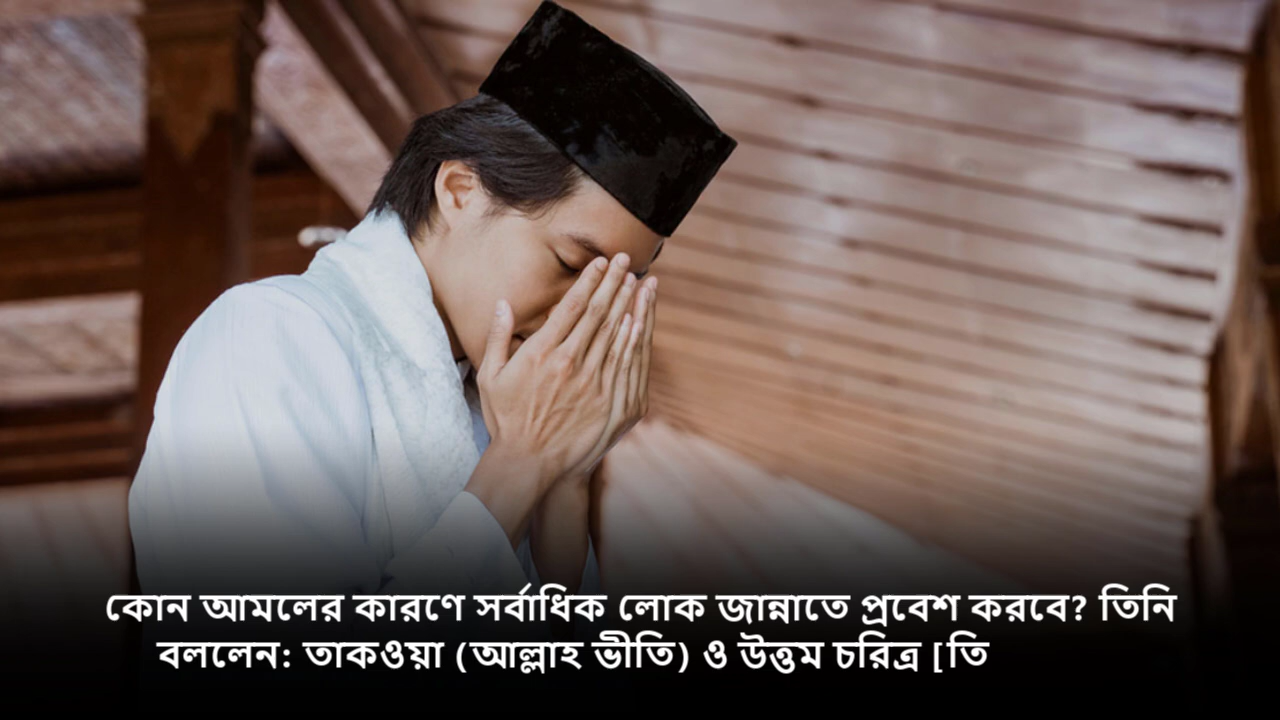 কোন আমলের কারণে সর্বাধিক লোক জান্নাতে প্রবেশ করবে? তিনি
বললেন: তাকওয়া (আল্লাহ ভীতি) ও উত্তম চরিত্র [তি